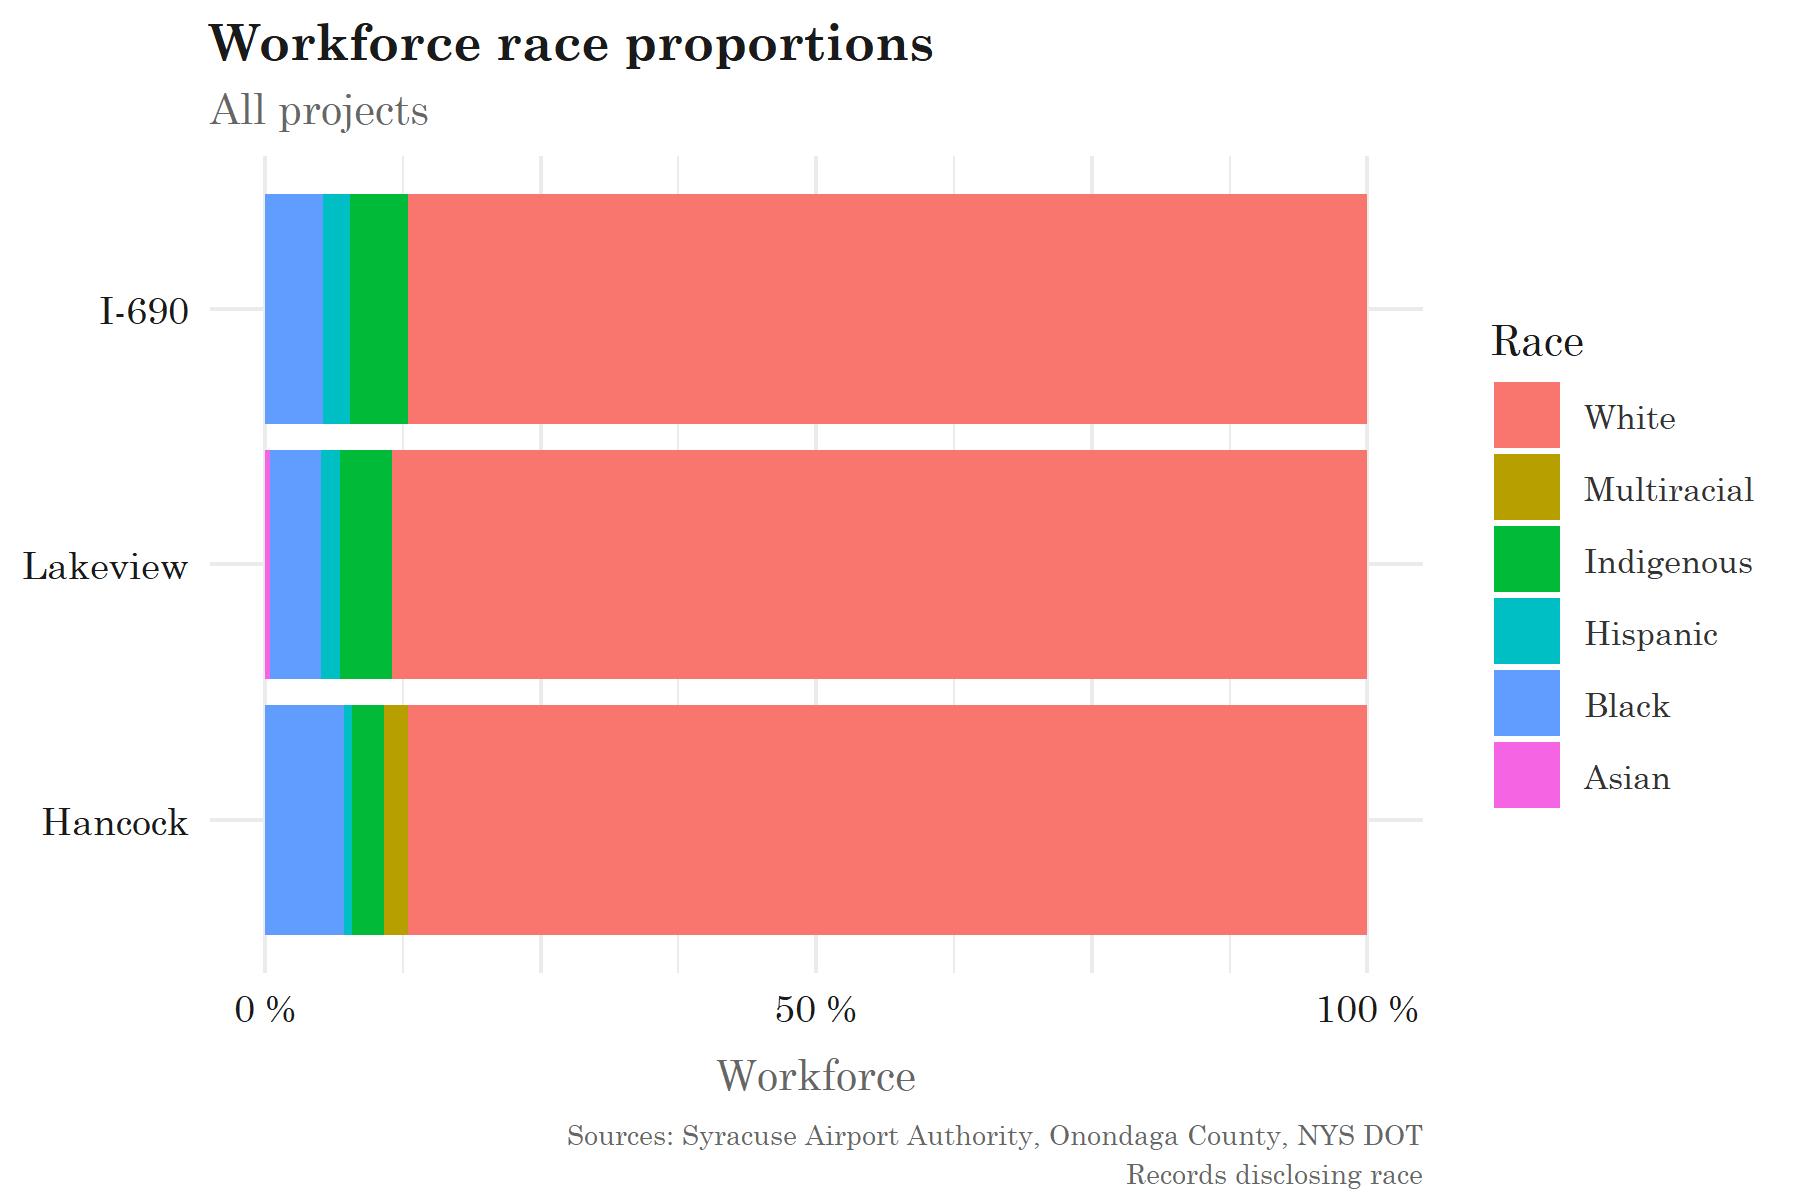 Workforce race proportions
All projects
I-690
Lakeview
Hancock
0 %
50 %
100 %
Workforce
Race
White
Multiracial
Indigenous
Hispanic
Black
Asian
Sources: Syracuse Airport Authority, Onondaga County, NYS DOT
Records disclosing race